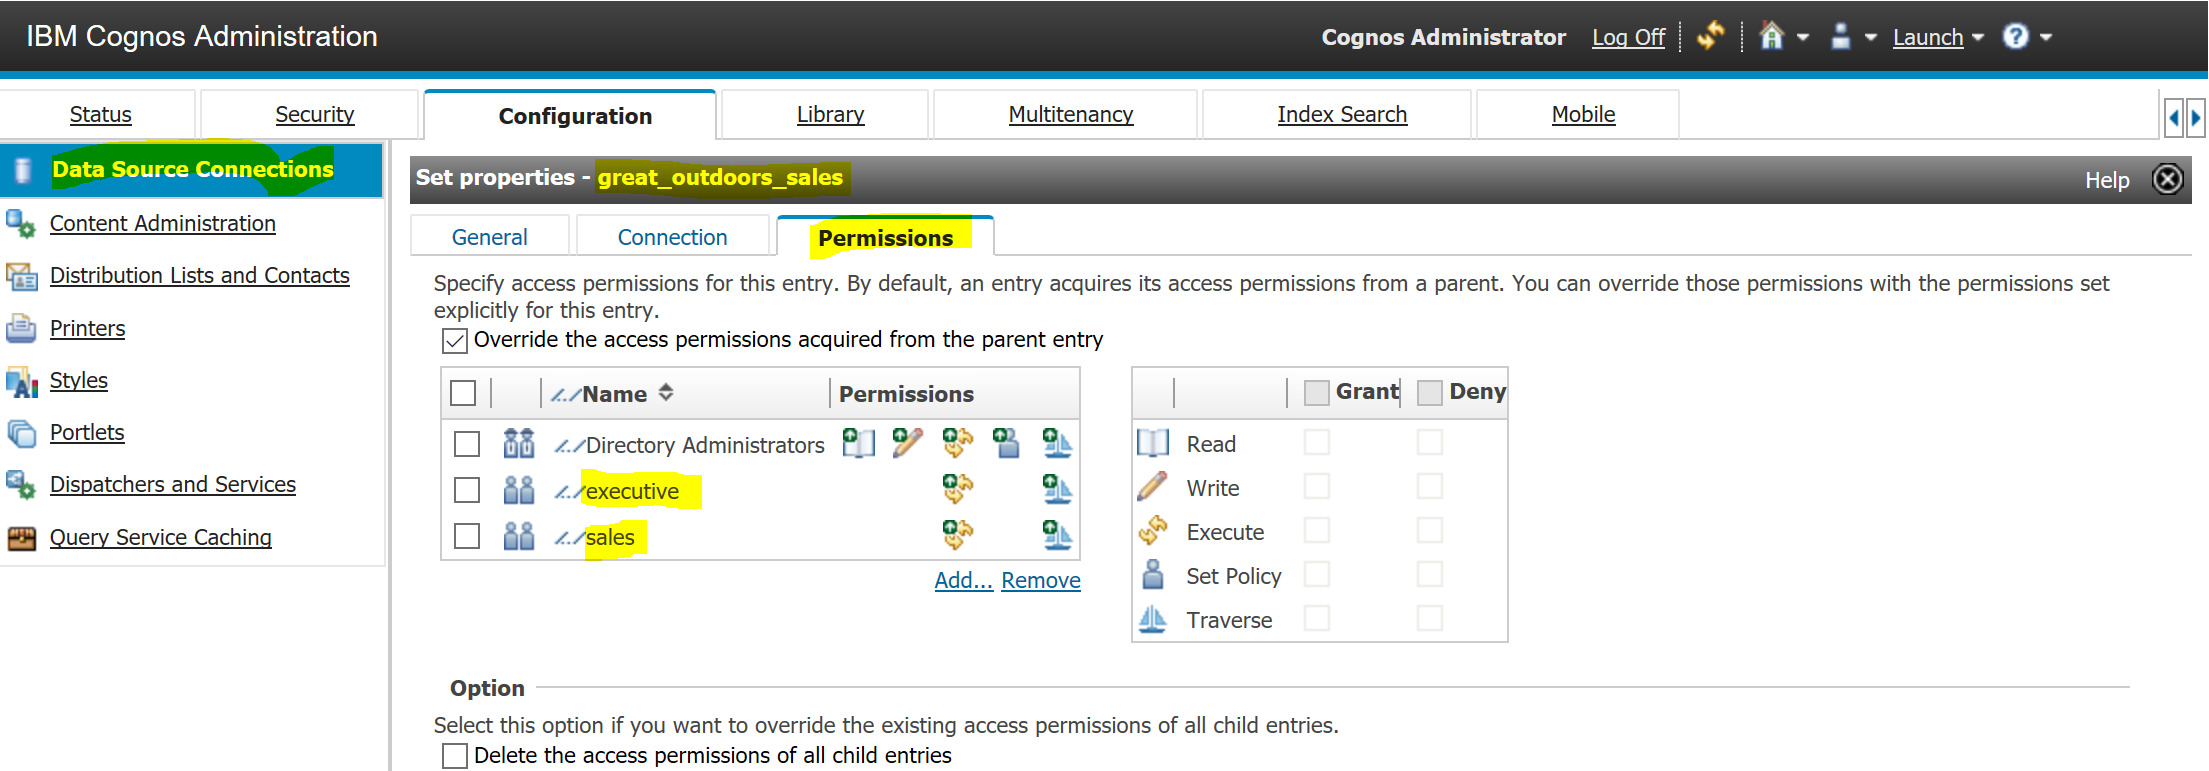 IBM Cognos Administration
Cognos Administrator Log Off Launch ?
Status Security Configuration Library Multitenancy Index Search Mobile
Data Source Connections
Content Administration
Distribution Lists and Contacts
Printers
Styles
Portlets
Dispatchers and Services
Query Service Caching
Set properties - great_outdoors_sales Help
General Connection Permissions
Specify access permissions for this entry. By default, an entry acquires its access permissions from a parent. You can override those permissions with the permissions set
explicitly for this entry.
Override the access permissions acquired from the parent entry
Name Permissions
Directory Administrators
executive
sales
Add... Remove
Grant Deny
Read
Write
Execute
Set Policy
Traverse
Option
Select this option if you want to override the existing access permissions of all child entries.
Delete the access permissions of all child entries